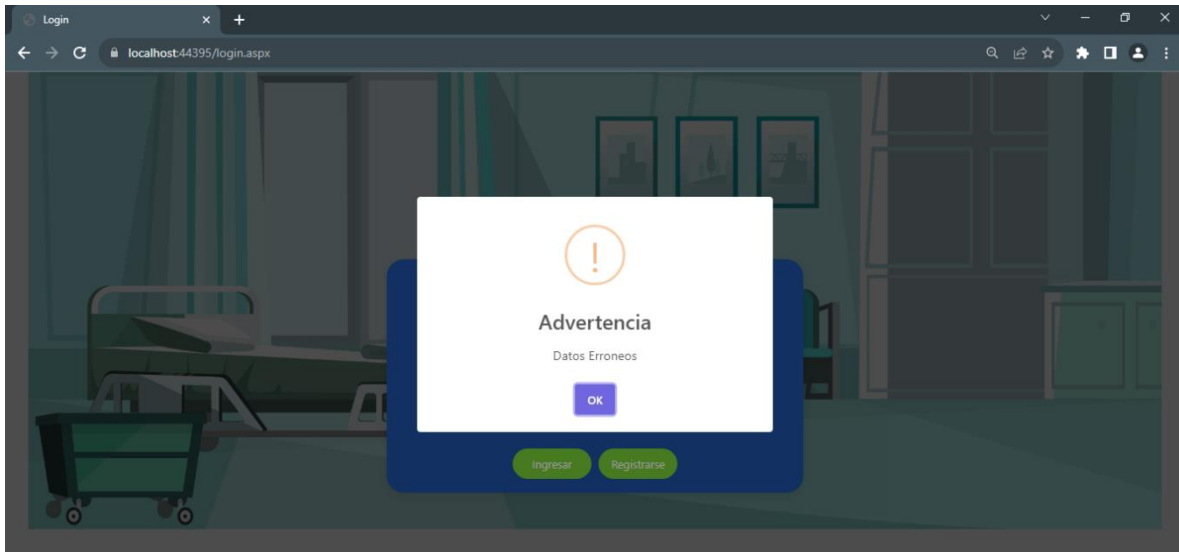 Login
localhost:44395/login.aspx
Advertencia
Datos Erroneos
OK
Ingresar Registrarse